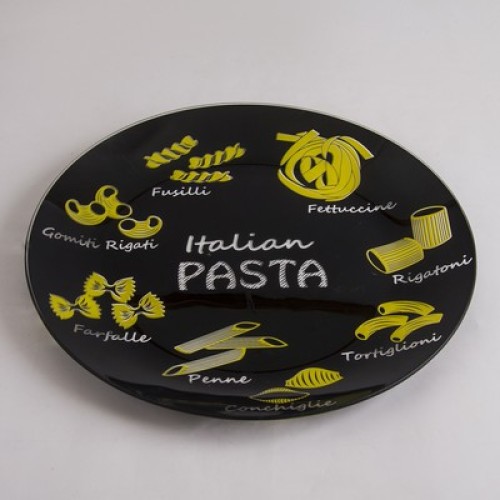 Fusilli
Fettuccine
Gomiti Rigati
Italian
PASTA
Rigatoni
Farfalle
Tortiglioni
Penne
Conchiglie